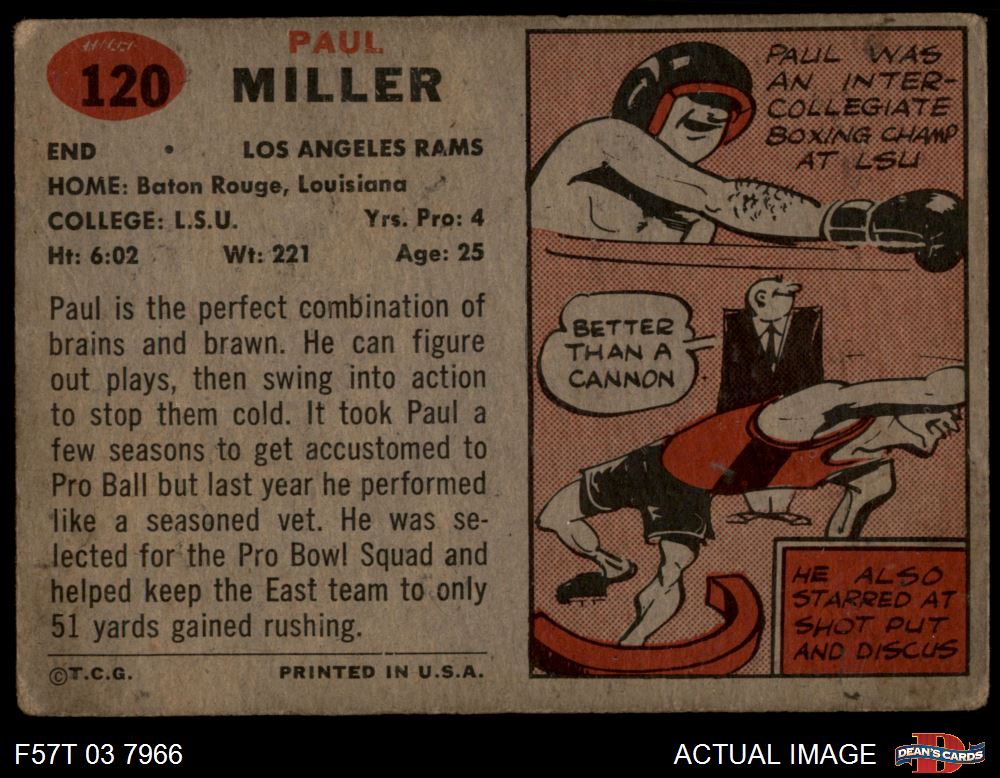 120
PAUL
MILLER
END • LOS ANGELES RAMS
HOME: Baton Rouge, Louisiana
COLLEGE: L.S.U. Yrs. Pro: 4
Ht: 6:02 Wt: 221 Age: 25
Paul is the perfect combination of
brains and brawn. He can figure
out plays, then swing into action
to stop them cold. It took Paul a
few seasons to get accustomed to
Pro Ball but last year he performed
like a seasoned vet. He was se-
lected for the Pro Bowl Squad and
helped keep the East team to only
51 yards gained rushing.
©T.C.G. PRINTED IN U.S.A.
PAUL WAS
AN INTER-
COLLEGIATE
BOXING CHAMP
AT LSU
BETTER
THAN A
CANNON
HE ALSO
STARRED AT
SHOT PUT
AND DISCUS
F57T 03 7966
ACTUAL IMAGE
DEAN'S CARDS